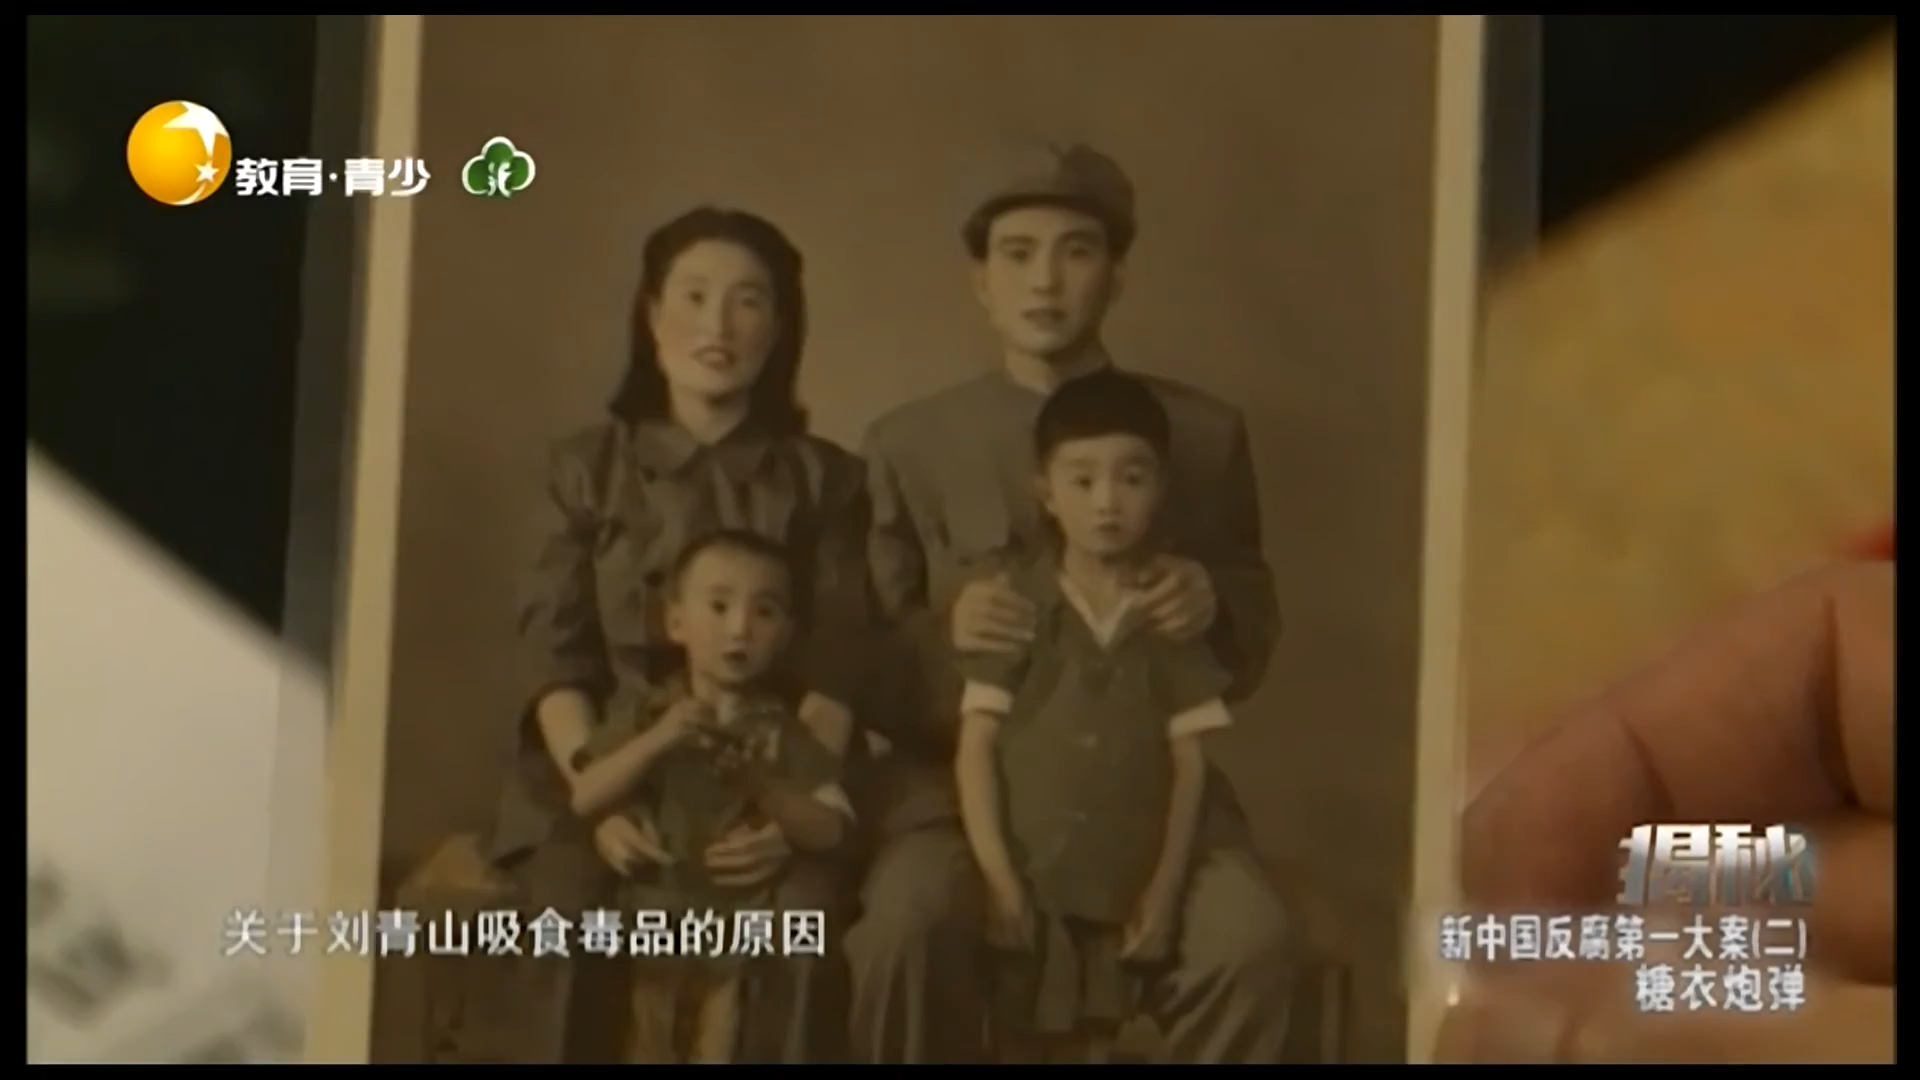 教育·青少
关于刘青山吸食毒品的原因
揭秘
新中国反腐第一大案(二)
糖衣炮弹